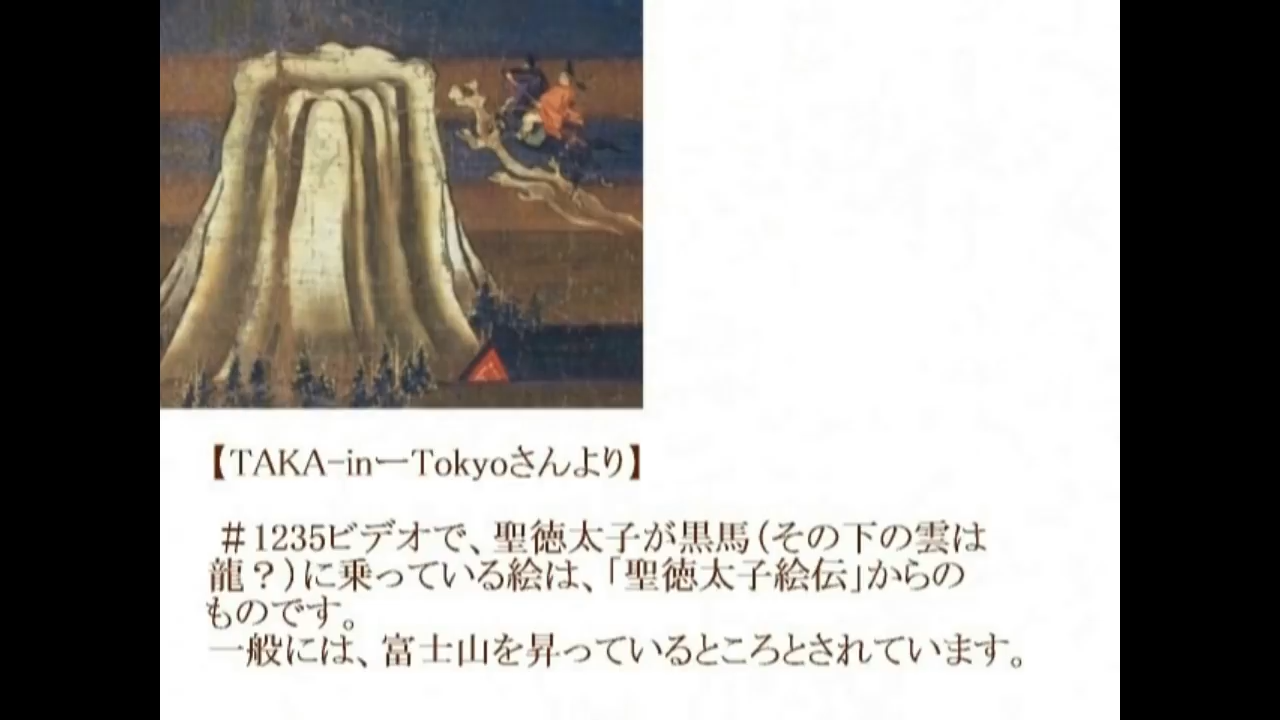 【TAKA-inーTokyoさんより】
＃1235ビデオで、聖徳太子が黒馬（その下の雲は
龍？）に乗っている絵は、「聖徳太子絵伝」からの
ものです。
一般には、富士山を昇っているところとされています。